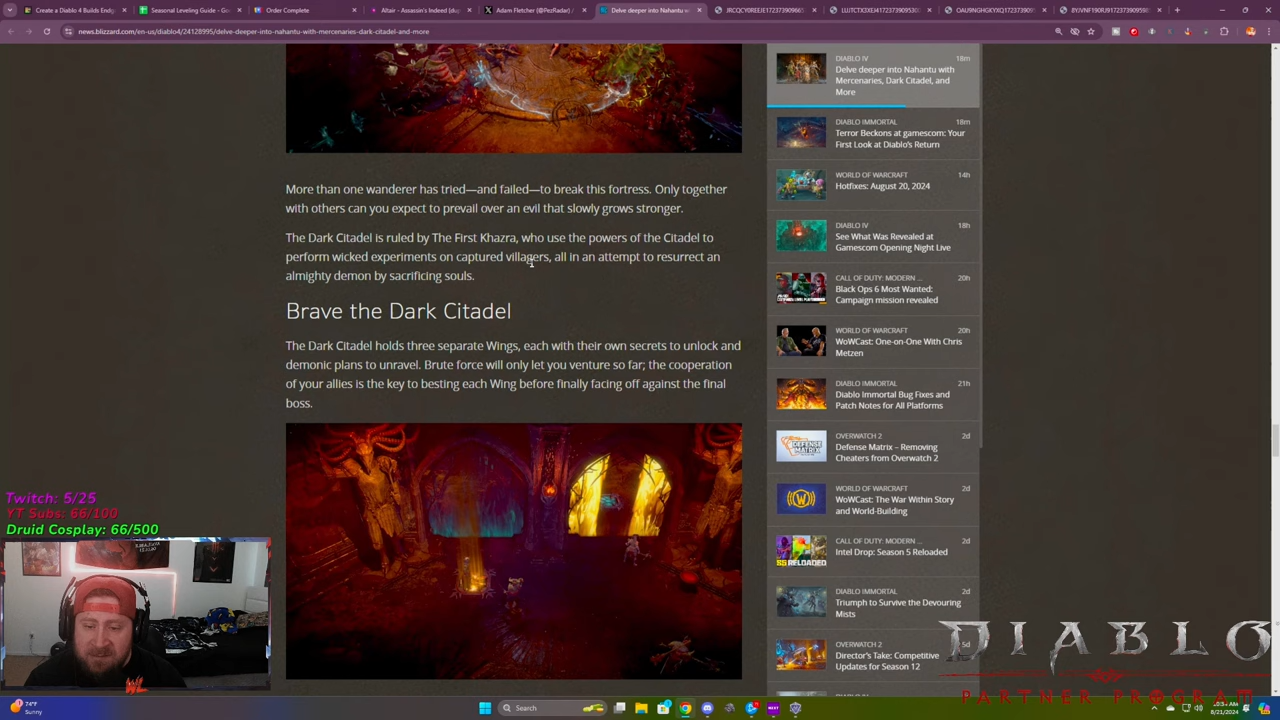 Create a Diablo 4 Builds Endg
Seasonal Leveling Guide - Go
Order Complete
Altair - Assassin's Indeed (dup
Adam Fletcher (@PezRadar) /
Delve deeper into Nahantu w
news.blizzard.com/en-us/diablo4/24128995/delve-deeper-into-nahantu-with-mercenaries-dark-citadel-and-more
More than one wanderer has tried—and failed—to break this fortress. Only together
with others can you expect to prevail over an evil that slowly grows stronger.
The Dark Citadel is ruled by The First Khazra, who use the powers of the Citadel to
perform wicked experiments on captured villagers, all in an attempt to resurrect an
almighty demon by sacrificing souls.
Brave the Dark Citadel
The Dark Citadel holds three separate Wings, each with their own secrets to unlock and
demonic plans to unravel. Brute force will only let you venture so far; the cooperation
of your allies is the key to besting each Wing before finally facing off against the final
boss.
DIABLO IV 18m
Delve deeper into Nahantu with
Mercenaries, Dark Citadel, and
More
DIABLO IMMORTAL 18m
Terror Beckons at gamescom: Your
First Look at Diablo's Return
WORLD OF WARCRAFT 14h
Hotfixes: August 20, 2024
DIABLO IV 18h
See What Was Revealed at
Gamescom Opening Night Live
CALL OF DUTY: MODERN ... 20h
Black Ops 6 Most Wanted:
Campaign mission revealed
WORLD OF WARCRAFT 20h
WoWCast: One-on-One With Chris
Metzen
DIABLO IMMORTAL 21h
Diablo Immortal Bug Fixes and
Patch Notes for All Platforms
OVERWATCH 2 2d
Defense Matrix – Removing
Cheaters from Overwatch 2
WORLD OF WARCRAFT 2d
WoWCast: The War Within Story
and World-Building
CALL OF DUTY: MODERN ... 2d
Intel Drop: Season 5 Reloaded
DIABLO IMMORTAL 2d
Triumph to Survive the Devouring
Mists
OVERWATCH 2 5d
Director's Take: Competitive
Updates for Season 12
Twitch: 5/25
YT Subs: 66/100
Druid Cosplay: 66/500
DIABLO
PARTNER PROGRAM
74°F
Sunny
Search
8/21/2024